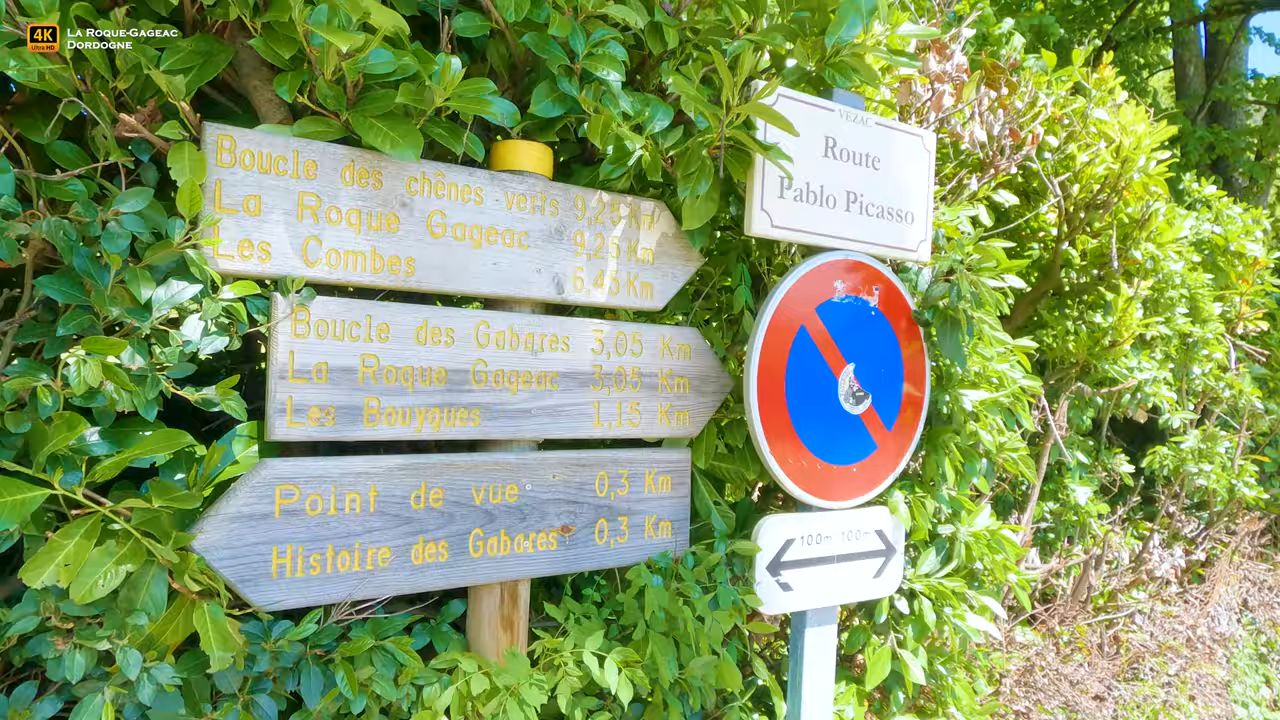 4K
Ultra HD
La Roque-Gageac
Dordogne
Boucle des chênes verts 9,25 Km
La Roque Gageac 9,25 Km
Les Combes 6,45 Km
Boucle des Gabares 3,05 Km
La Roque Gageac 3,05 Km
Les Bouygues 1,15 Km
Point de vue 0,3 Km
Histoire des Gabares 0,3 Km
VEZAC
Route
Pablo Picasso
100m 100m